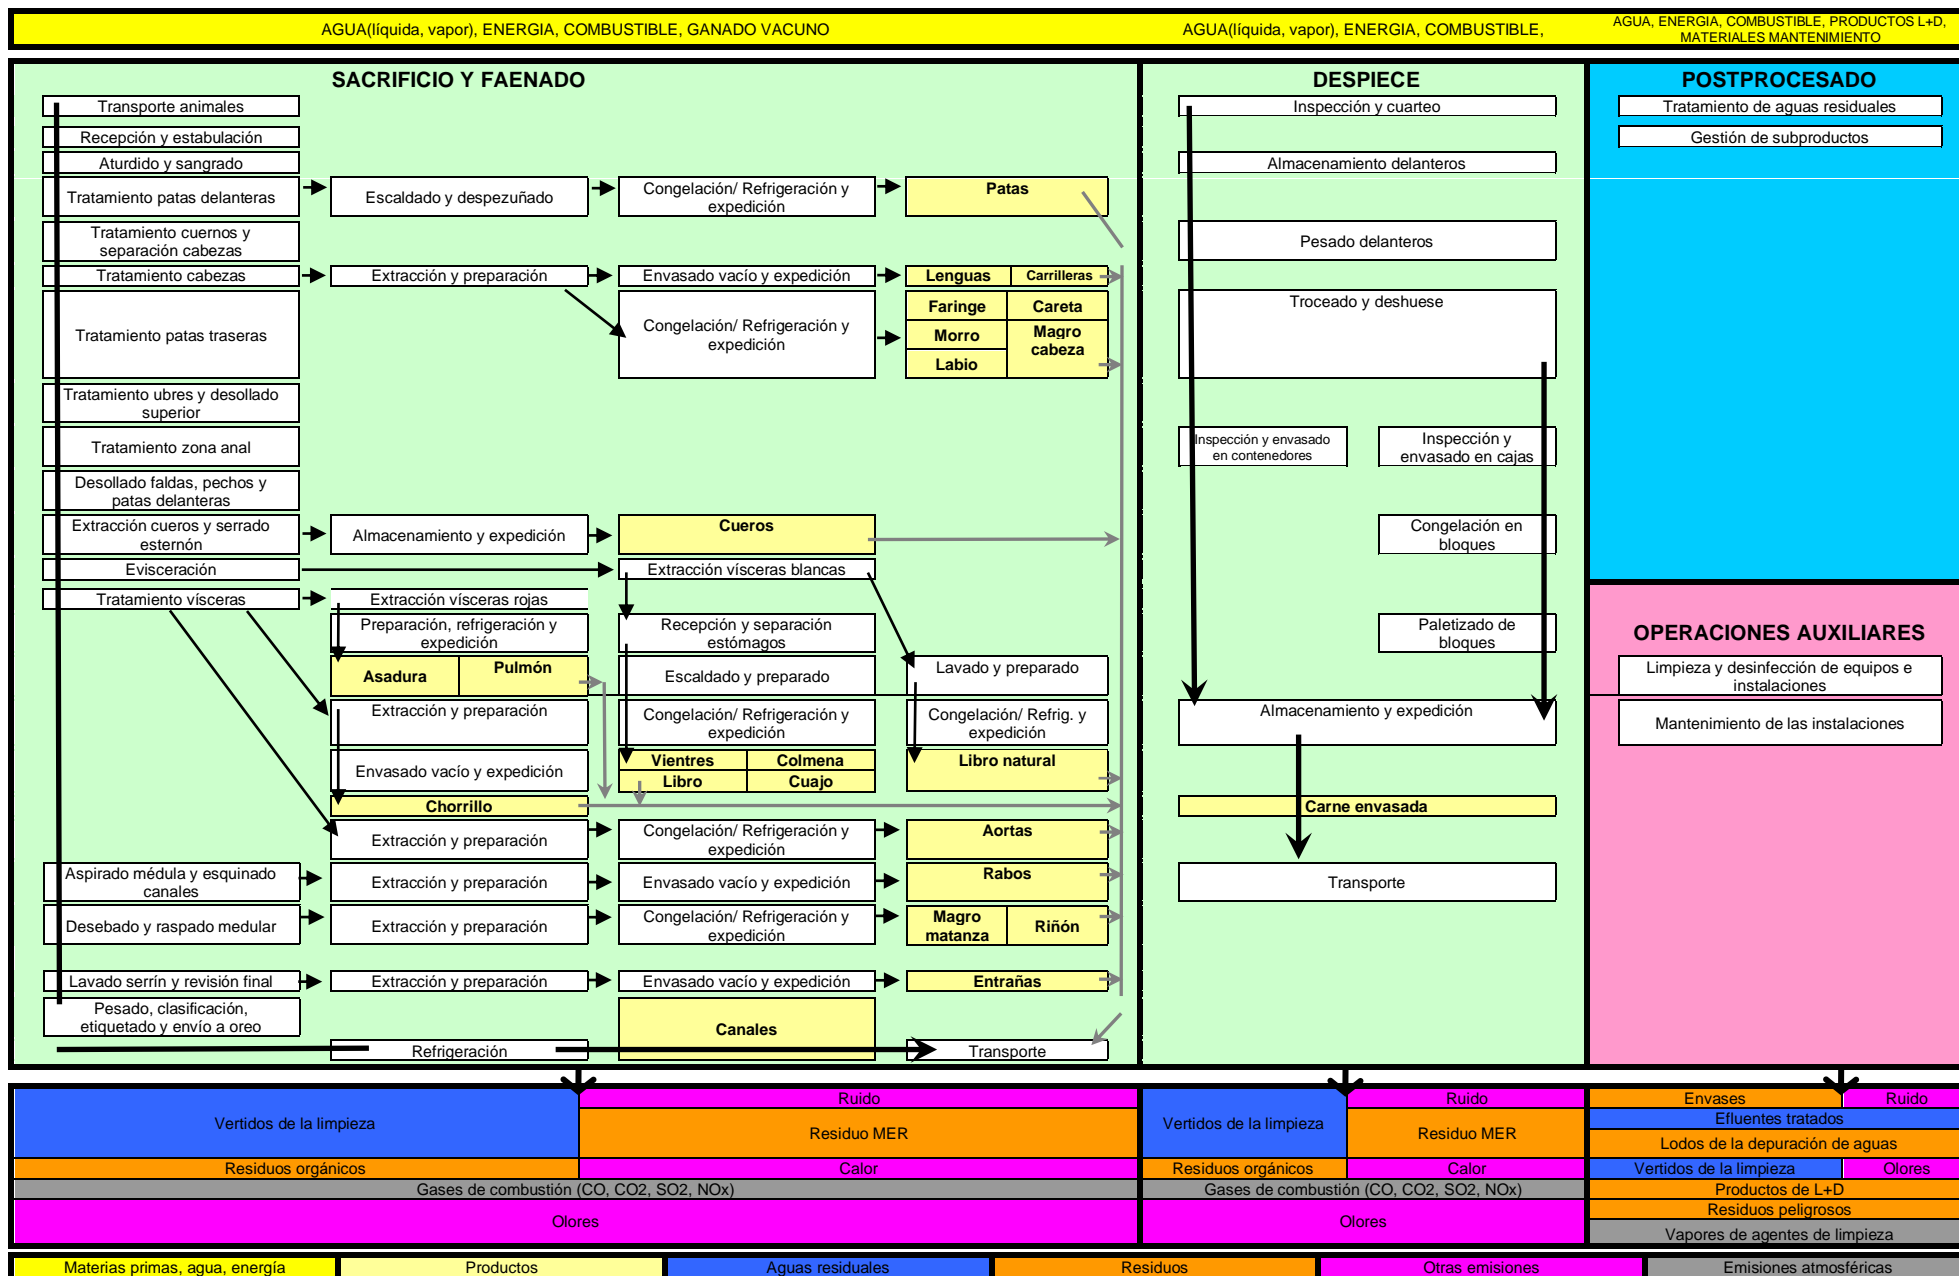 AGUA(líquida, vapor), ENERGIA, COMBUSTIBLE, GANADO VACUNO
AGUA(líquida, vapor), ENERGIA, COMBUSTIBLE,
AGUA, ENERGIA, COMBUSTIBLE, PRODUCTOS L+D,
MATERIALES MANTENIMIENTO
SACRIFICIO Y FAENADO
Transporte animales
Recepción y estabulación
Aturdido y sangrado
Tratamiento patas delanteras
Escaldado y despezuñado
Congelación/ Refrigeración y
expedición
Patas
Tratamiento cuernos y
separación cabezas
Tratamiento cabezas
Extracción y preparación
Envasado vacío y expedición
Lenguas
Carrilleras
Tratamiento patas traseras
Congelación/ Refrigeración y
expedición
Faringe
Careta
Morro
Magro
cabeza
Labio
Tratamiento ubres y desollado
superior
Tratamiento zona anal
Desollado faldas, pechos y
patas delanteras
Extracción cueros y serrado
esternón
Almacenamiento y expedición
Cueros
Evisceración
Extracción vísceras blancas
Tratamiento vísceras
Extracción vísceras rojas
Preparación, refrigeración y
expedición
Recepción y separación
estómagos
Asadura
Pulmón
Escaldado y preparado
Lavado y preparado
Extracción y preparación
Congelación/ Refrigeración y
expedición
Congelación/ Refrig. y
expedición
Envasado vacío y expedición
Vientres
Colmena
Libro
Cuajo
Libro natural
Chorrillo
Extracción y preparación
Congelación/ Refrigeración y
expedición
Aortas
Aspirado médula y esquinado
canales
Extracción y preparación
Envasado vacío y expedición
Rabos
Desebado y raspado medular
Extracción y preparación
Congelación/ Refrigeración y
expedición
Magro
matanza
Riñón
Lavado serrín y revisión final
Extracción y preparación
Envasado vacío y expedición
Entrañas
Pesado, clasificación,
etiquetado y envío a oreo
Canales
Refrigeración
Transporte
DESPIECE
Inspección y cuarteo
Almacenamiento delanteros
Pesado delanteros
Troceado y deshuese
Inspección y envasado
en contenedores
Inspección y
envasado en cajas
Congelación en
bloques
Paletizado de
bloques
Almacenamiento y expedición
Carne envasada
Transporte
POSTPROCESADO
Tratamiento de aguas residuales
Gestión de subproductos
OPERACIONES AUXILIARES
Limpieza y desinfección de equipos e
instalaciones
Mantenimiento de las instalaciones
Vertidos de la limpieza
Ruido
Residuo MER
Residuos orgánicos
Calor
Gases de combustión (CO, CO2, SO2, NOx)
Olores
Vertidos de la limpieza
Ruido
Residuo MER
Residuos orgánicos
Calor
Gases de combustión (CO, CO2, SO2, NOx)
Olores
Envases
Ruido
Efluentes tratados
Lodos de la depuración de aguas
Vertidos de la limpieza
Olores
Productos de L+D
Residuos peligrosos
Vapores de agentes de limpieza
Materias primas, agua, energía
Productos
Aguas residuales
Residuos
Otras emisiones
Emisiones atmosféricas